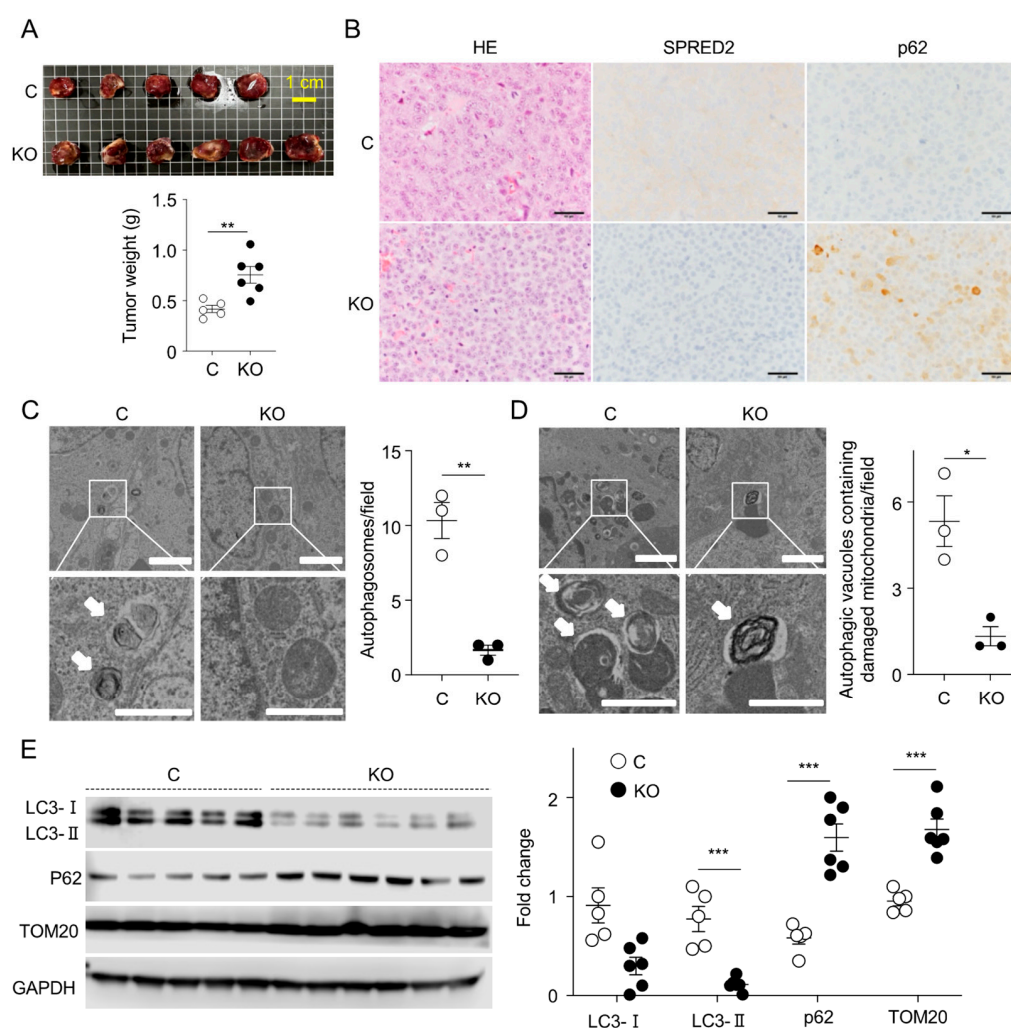 A
C
KO
1 cm
Tumor weight (g)
1.5
1.0
0.5
0
**
C
KO
B
HE
SPRED2
p62
C
KO
C
C
KO
Autophagosomes/field
15
10
5
0
**
C
KO
D
C
KO
Autophagic vacuoles containing
damaged mitochondria/field
6
3
0
*
C
KO
E
C
KO
LC3-Ⅰ
LC3-Ⅱ
P62
TOM20
GAPDH
Fold change
2
1
0
C
KO
***
***
***
LC3-Ⅰ
LC3-Ⅱ
p62
TOM20